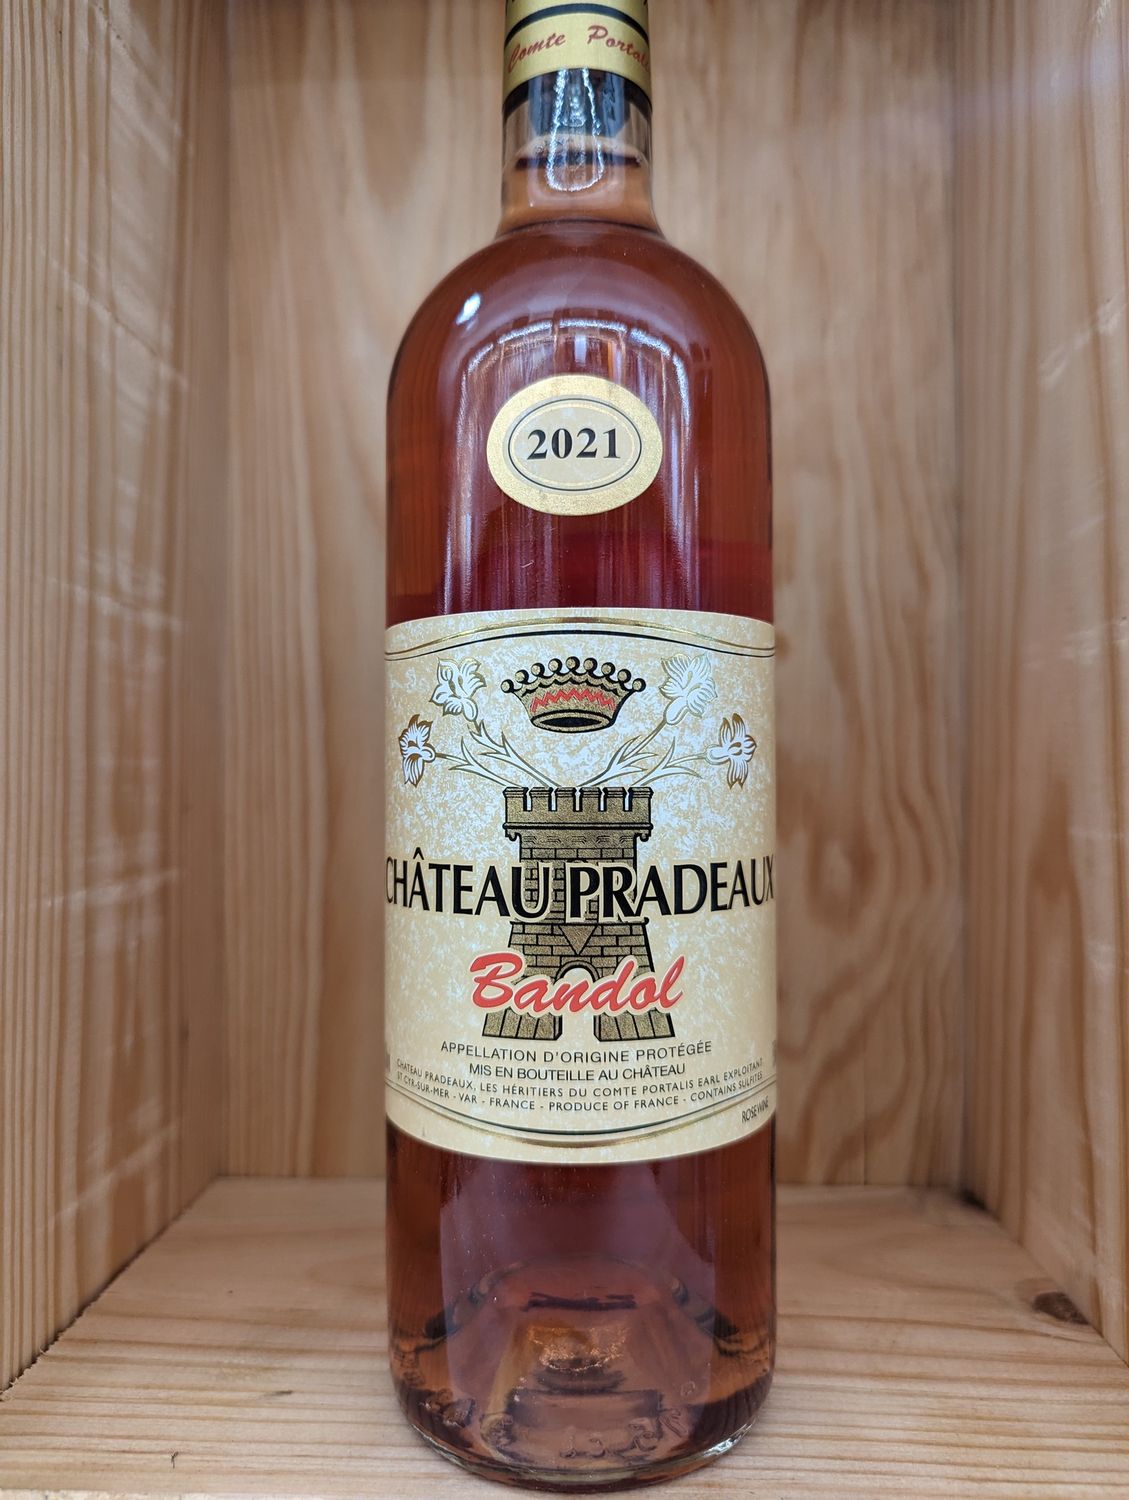 Comte Portalis
2021
CHÂTEAU PRADEAUX
Bandol
APPELLATION D'ORIGINE PROTÉGÉE
MIS EN BOUTEILLE AU CHÂTEAU
CHATEAU PRADEAUX, LES HÉRITIERS DU COMTE PORTALIS EARL EXPLOITANT
ST CYR-SUR-MER - VAR - FRANCE - PRODUCE OF FRANCE - CONTAINS SULFITES
ROSE WINE